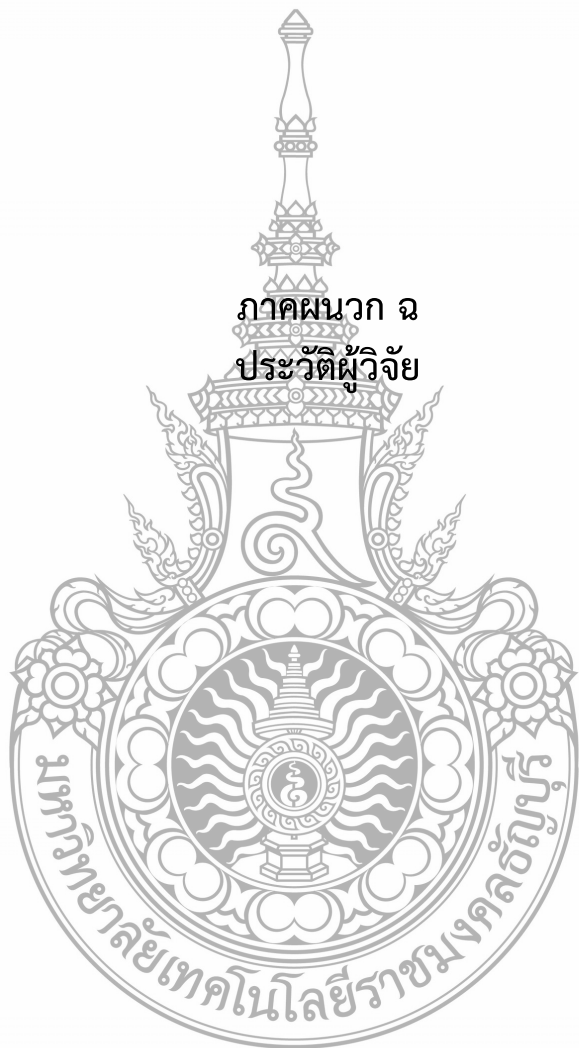 ภาคผนวก ฉ
ประวัติผู้วิจัย
มหาวิทยาลัยเทคโนโลยีราชมงคลธัญบุรี